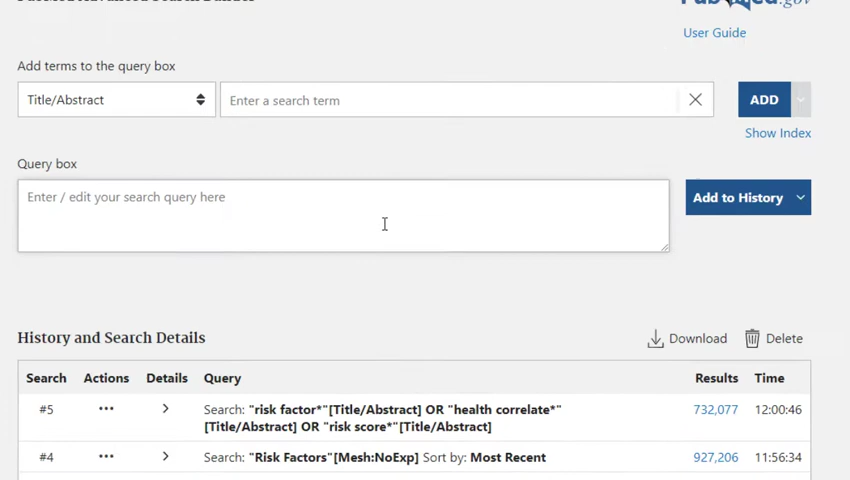 User Guide
Add terms to the query box
Title/Abstract
Enter a search term
ADD
Show Index
Query box
Enter / edit your search query here
Add to History
History and Search Details
Download
Delete
Search Actions Details Query Results Time
#5 Search: "risk factor*"[Title/Abstract] OR "health correlate*" 732,077 12:00:46
[Title/Abstract] OR "risk score*"[Title/Abstract]
#4 Search: "Risk Factors"[Mesh:NoExp] Sort by: Most Recent 927,206 11:56:34